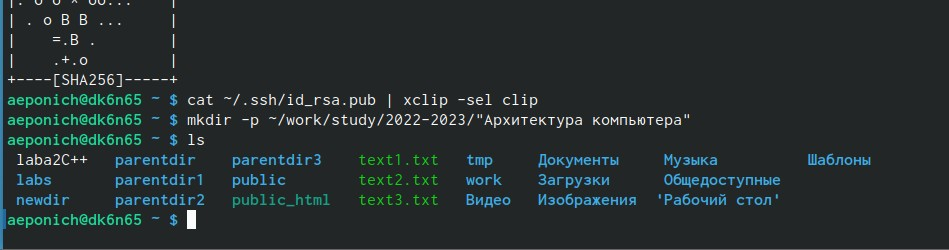 |. o o * oo... |
| . o B B ... |
| =.B . |
| .+.o |
+----[SHA256]-----+
aeponich@dk6n65 ~ $ cat ~/.ssh/id_rsa.pub | xclip -sel clip
aeponich@dk6n65 ~ $ mkdir -p ~/work/study/2022-2023/"Архитектура компьютера"
aeponich@dk6n65 ~ $ ls
laba2C++ parentdir parentdir3 text1.txt tmp Документы Музыка Шаблоны
labs parentdir1 public text2.txt work Загрузки Общедоступные
newdir parentdir2 public_html text3.txt Видео Изображения 'Рабочий стол'
aeponich@dk6n65 ~ $